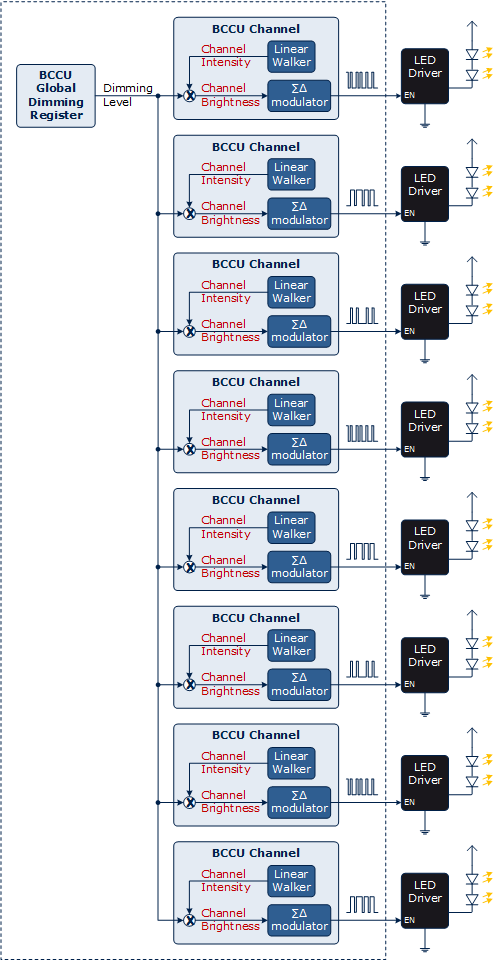 BCCU
Global
Dimming
Register
Dimming
Level
BCCU Channel
Channel
Intensity
Linear
Walker
Channel
Brightness
ΣΔ
modulator
LED
Driver
EN
BCCU Channel
Channel
Intensity
Linear
Walker
Channel
Brightness
ΣΔ
modulator
LED
Driver
EN
BCCU Channel
Channel
Intensity
Linear
Walker
Channel
Brightness
ΣΔ
modulator
LED
Driver
EN
BCCU Channel
Channel
Intensity
Linear
Walker
Channel
Brightness
ΣΔ
modulator
LED
Driver
EN
BCCU Channel
Channel
Intensity
Linear
Walker
Channel
Brightness
ΣΔ
modulator
LED
Driver
EN
BCCU Channel
Channel
Intensity
Linear
Walker
Channel
Brightness
ΣΔ
modulator
LED
Driver
EN
BCCU Channel
Channel
Intensity
Linear
Walker
Channel
Brightness
ΣΔ
modulator
LED
Driver
EN
BCCU Channel
Channel
Intensity
Linear
Walker
Channel
Brightness
ΣΔ
modulator
LED
Driver
EN